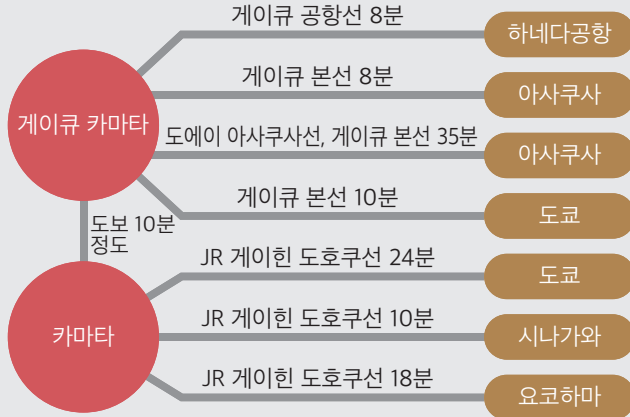 게이큐 공항선 8분
하네다공항
게이큐 본선 8분
아사쿠사
게이큐 카마타
도에이 아사쿠사선, 게이큐 본선 35분
아사쿠사
게이큐 본선 10분
도쿄
도보 10분
정도
JR 게이힌 도호쿠선 24분
도쿄
카마타
JR 게이힌 도호쿠선 10분
시나가와
JR 게이힌 도호쿠선 18분
요코하마